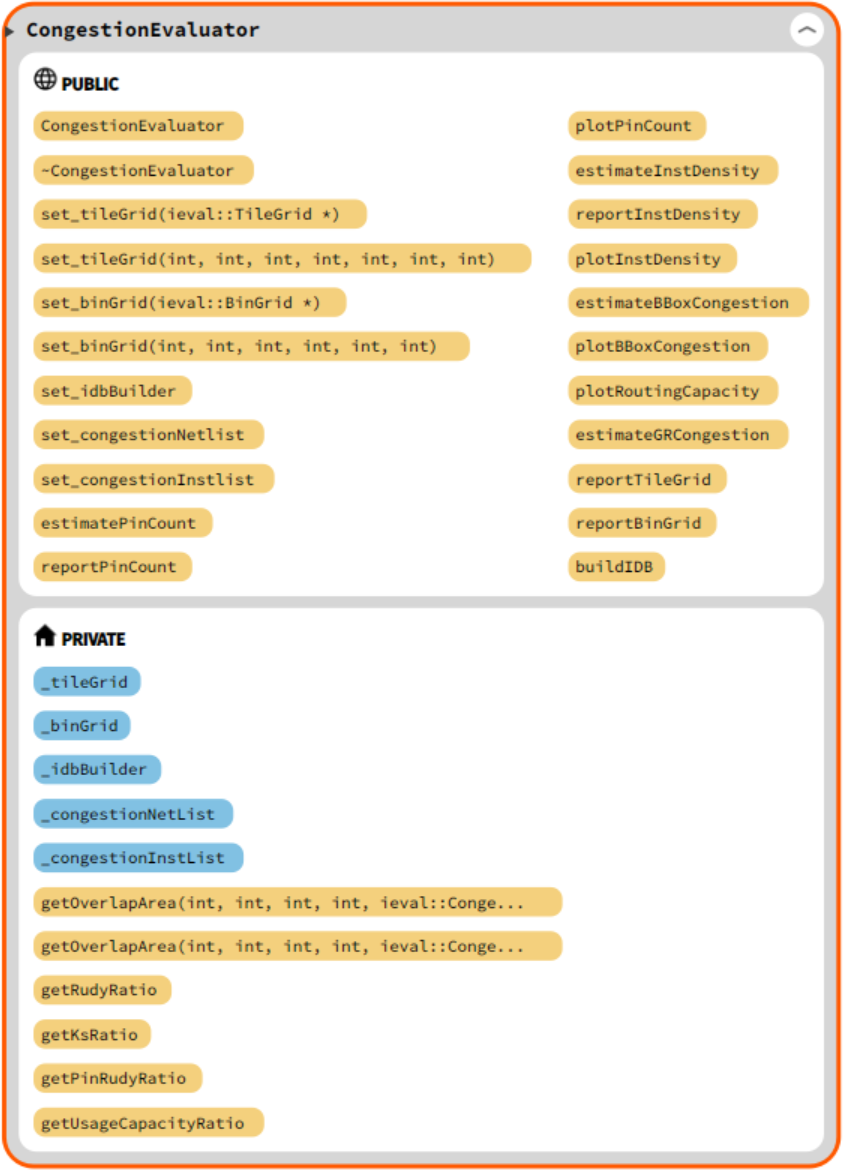 CongestionEvaluator
PUBLIC
CongestionEvaluator
~CongestionEvaluator
set_tileGrid(ieval::TileGrid *)
set_tileGrid(int, int, int, int, int, int, int)
set_binGrid(ieval::BinGrid *)
set_binGrid(int, int, int, int, int, int)
set_idbBuilder
set_congestionNetlist
set_congestionInstlist
estimatePinCount
reportPinCount
plotPinCount
estimateInstDensity
reportInstDensity
plotInstDensity
estimateBBoxCongestion
plotBBoxCongestion
plotRoutingCapacity
estimateGRCongestion
reportTileGrid
reportBinGrid
buildIDB
PRIVATE
_tileGrid
_binGrid
_idbBuilder
_congestionNetList
_congestionInstList
getOverlapArea(int, int, int, int, ieval::Conge...
getOverlapArea(int, int, int, int, ieval::Conge...
getRudyRatio
getKsRatio
getPinRudyRatio
getUsageCapacityRatio